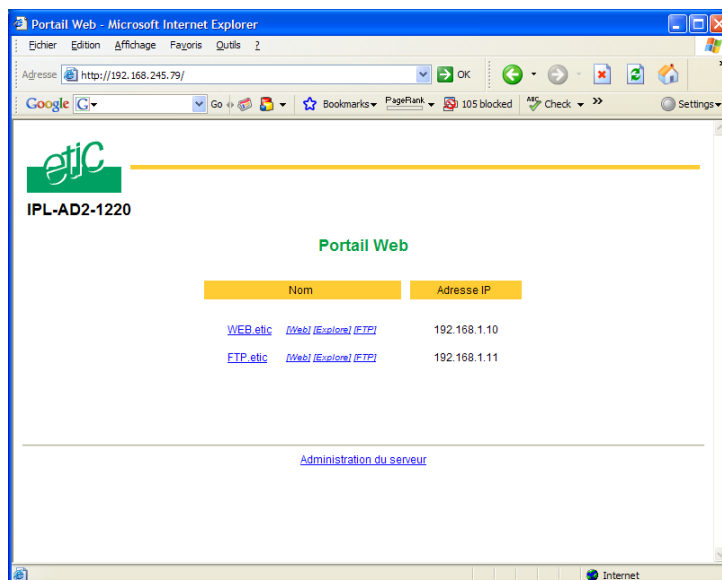 Portail Web - Microsoft Internet Explorer
Fichier Edition Affichage Favoris Outils ?
Adresse http://192.168.245.79/ OK
Google G Go Bookmarks PageRank 105 blocked ABC Check Settings
etic
IPL-AD2-1220
Portail Web
Nom Adresse IP
WEB.etic [Web] [Explore] [FTP] 192.168.1.10
FTP.etic [Web] [Explore] [FTP] 192.168.1.11
Administration du serveur
Internet